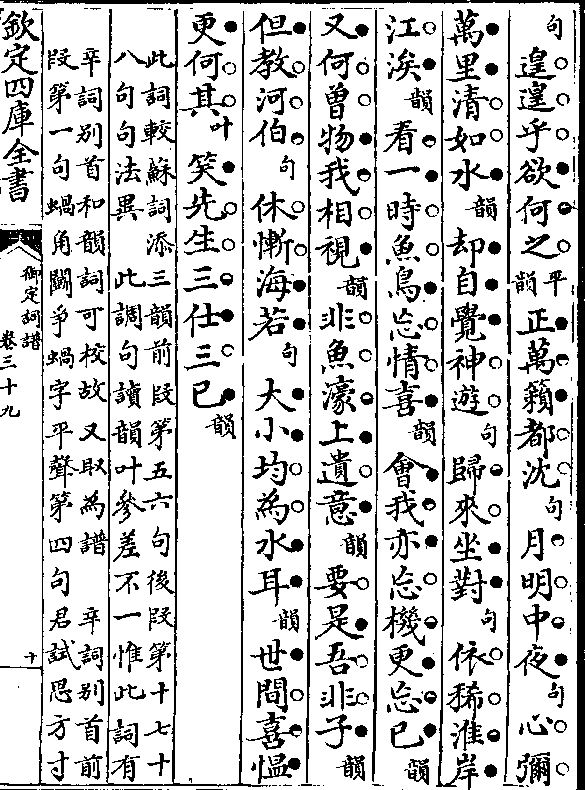 句遑遑乎欲何之平韻正萬籟都沈句月明中夜句心彌
萬里清如水韻却自覺神遊句歸來坐對句依稀淮岸
江涘韻看一時魚鳥忘情喜韻會我亦忘機更忘己韻
又何曾物我相視韻非魚濠上遺意韻要是吾非子韻
但教河伯句休慚海若句大小均為水耳韻世間喜愠
更何其叶笑先生三仕三已韻
此詞較蘇詞添三韻前段第五六句後段第十七十
八句句法異　此調句讀韻叶參差不一惟此詞有
辛詞别首和韻詞可校故又取為譜　辛詞别首前
段第一句蝸角鬭爭蝸字平聲第四句君試思方寸
欽定四庫全書
御定詞譜
卷三十九
十